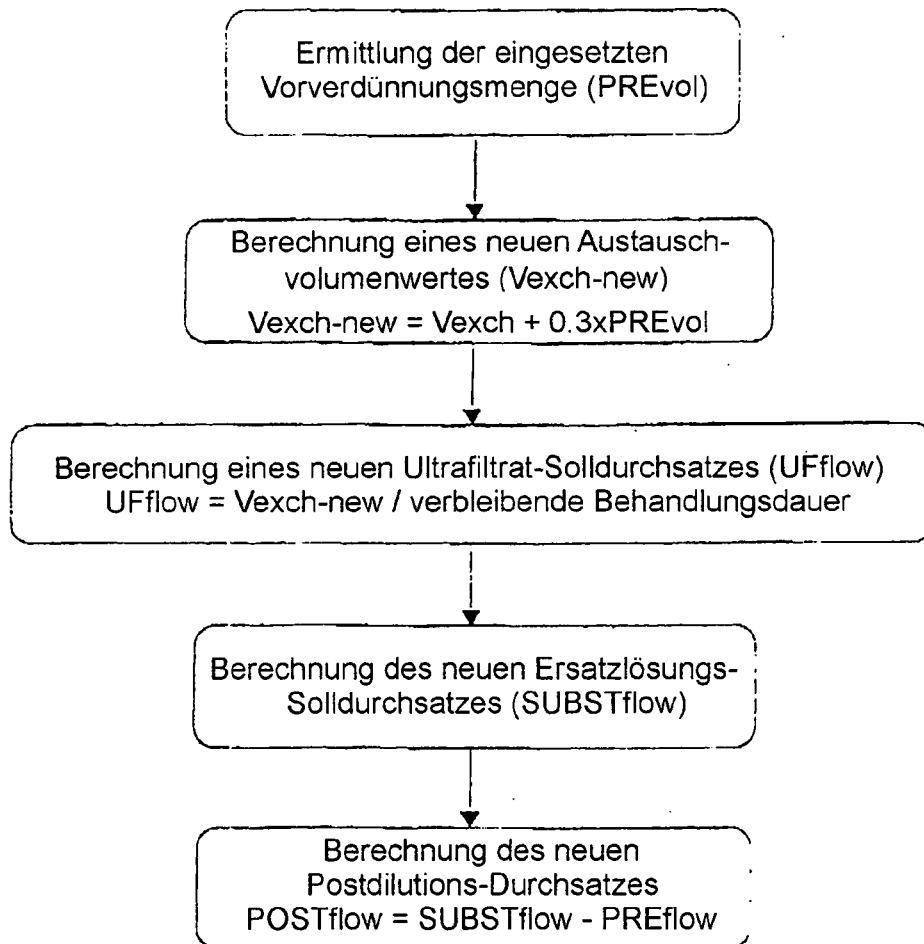 Ermittlung der eingesetzten
Vorverdünnungsmenge (PREvol)
Berechnung eines neuen Austausch-
volumenwertes (Vexch-new)
Vexch-new = Vexch + 0.3xPREvol
Berechnung eines neuen Ultrafiltrat-Solldurchsatzes (UFflow)
UFflow = Vexch-new / verbleibende Behandlungsdauer
Berechnung des neuen Ersatzlösungs-
Solldurchsatzes (SUBSTflow)
Berechnung des neuen
Postdilutions-Durchsatzes
POSTflow = SUBSTflow - PREflow